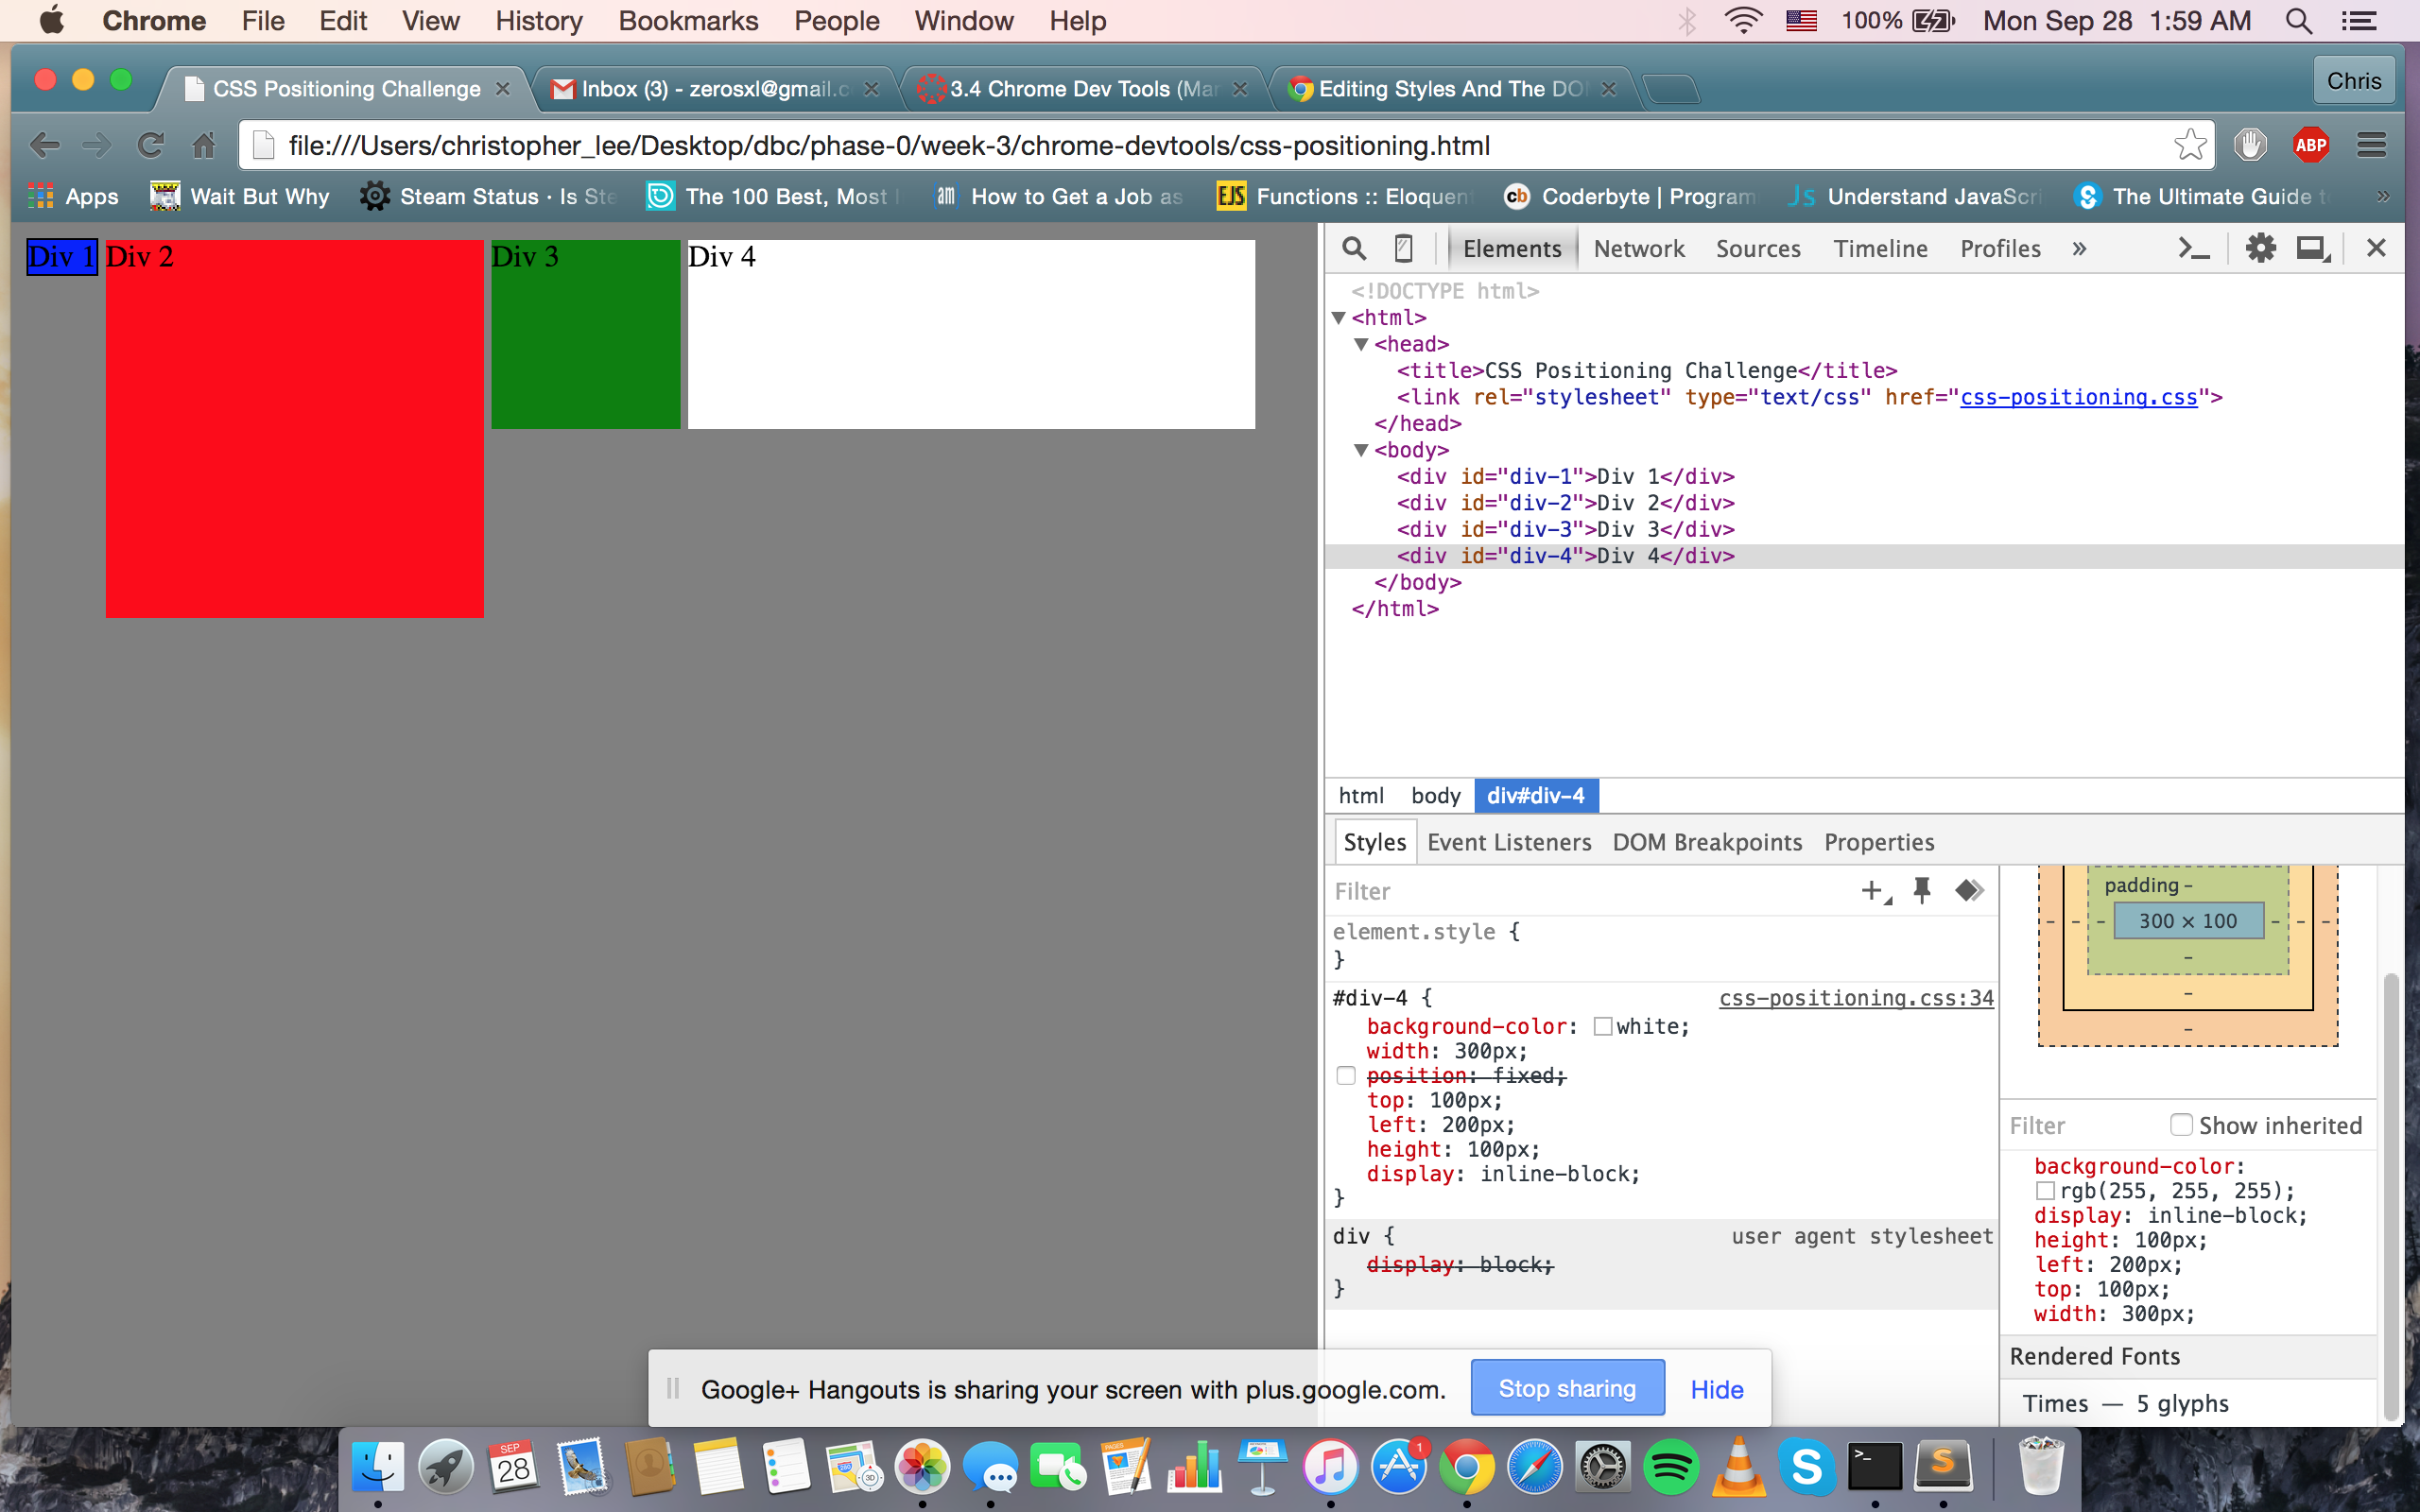 Chrome File Edit View History Bookmarks People Window Help 100% Mon Sep 28 1:59 AM
CSS Positioning Challenge Inbox (3) - zerosxl@gmail.c 3.4 Chrome Dev Tools (Mar Editing Styles And The DO Chris
file:///Users/christopher_lee/Desktop/dbc/phase-0/week-3/chrome-devtools/css-positioning.html ABP
Apps Wait But Why Steam Status · Is Ste The 100 Best, Most am How to Get a Job as EJS Functions :: Eloquent cb Coderbyte | Program JS Understand JavaScri The Ultimate Guide t »
Div 1 Div 2 Div 3 Div 4
Elements Network Sources Timeline Profiles »
<!DOCTYPE html>
<html>
<head>
<title>CSS Positioning Challenge</title>
<link rel="stylesheet" type="text/css" href="css-positioning.css">
</head>
<body>
<div id="div-1">Div 1</div>
<div id="div-2">Div 2</div>
<div id="div-3">Div 3</div>
<div id="div-4">Div 4</div>
</body>
</html>
html body div#div-4
Styles Event Listeners DOM Breakpoints Properties
Filter
element.style {
}
#div-4 { css-positioning.css:34
background-color: white;
width: 300px;
position: fixed;
top: 100px;
left: 200px;
height: 100px;
display: inline-block;
}
div { user agent stylesheet
display: block;
}
padding -
- - - 300 × 100 - - -
-
-
-
Filter Show inherited
background-color:
rgb(255, 255, 255);
display: inline-block;
height: 100px;
left: 200px;
top: 100px;
width: 300px;
Rendered Fonts
Times — 5 glyphs
Google+ Hangouts is sharing your screen with plus.google.com. Stop sharing Hide
SEP
28
PAGES
280
3D
1
S
>_
S